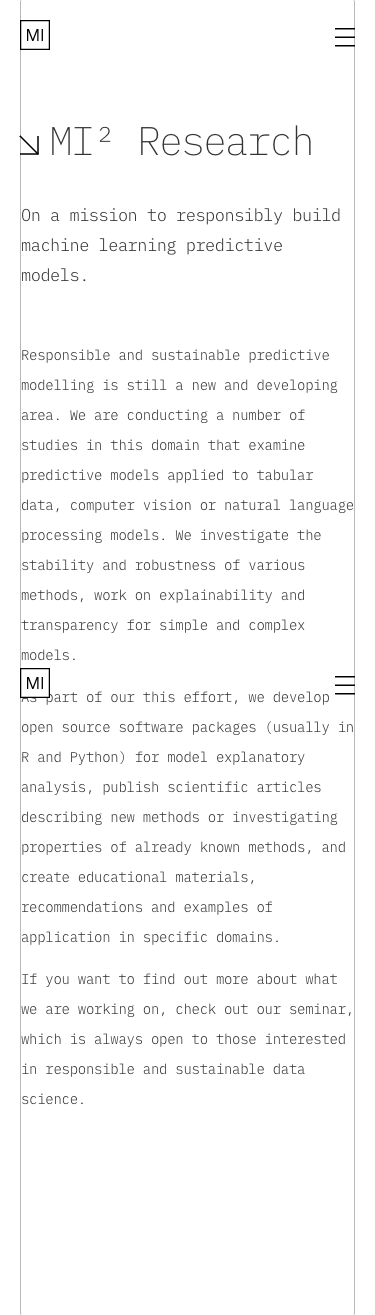 MI
MI² Research
On a mission to responsibly build
machine learning predictive
models.
Responsible and sustainable predictive
modelling is still a new and developing
area. We are conducting a number of
studies in this domain that examine
predictive models applied to tabular
data, computer vision or natural language
processing models. We investigate the
stability and robustness of various
methods, work on explainability and
transparency for simple and complex
models.
MI
As part of our this effort, we develop
open source software packages (usually in
R and Python) for model explanatory
analysis, publish scientific articles
describing new methods or investigating
properties of already known methods, and
create educational materials,
recommendations and examples of
application in specific domains.
If you want to find out more about what
we are working on, check out our seminar,
which is always open to those interested
in responsible and sustainable data
science.